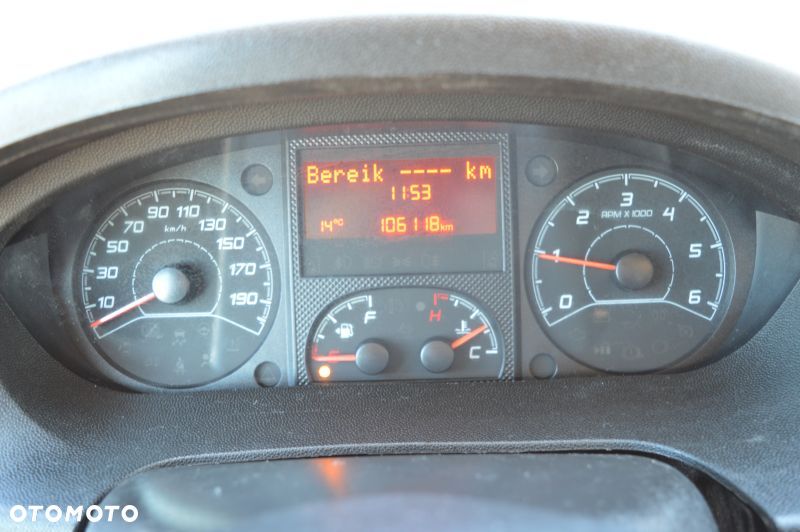 Bereik ---- km
11:53
14°C 106118km
10 30 50 70 90 110 130 150 170 190
km/h
0 1 2 3 4 5 6
RPM X 1000
F
H
C
OTOMOTO